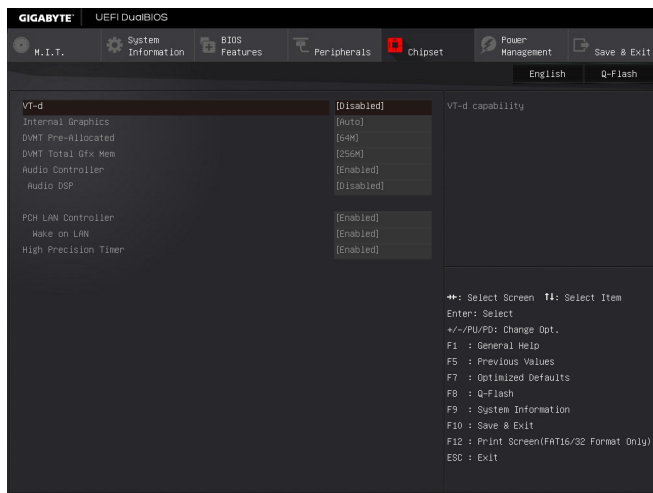 GIGABYTE™ UEFI DualBIOS
M.I.T.
System Information
BIOS Features
Peripherals
Chipset
Power Management
Save & Exit
English
Q-Flash
VT-d [Disabled]
Internal Graphics [Auto]
DVMT Pre-Allocated [64M]
DVMT Total Gfx Mem [256M]
Audio Controller [Enabled]
Audio DSP [Disabled]
PCH LAN Controller [Enabled]
Wake on LAN [Enabled]
High Precision Timer [Enabled]
VT-d capability
→←: Select Screen ↑↓: Select Item
Enter: Select
+/-/PU/PD: Change Opt.
F1 : General Help
F5 : Previous Values
F7 : Optimized Defaults
F8 : Q-Flash
F9 : System Information
F10 : Save & Exit
F12 : Print Screen(FAT16/32 Format Only)
ESC : Exit